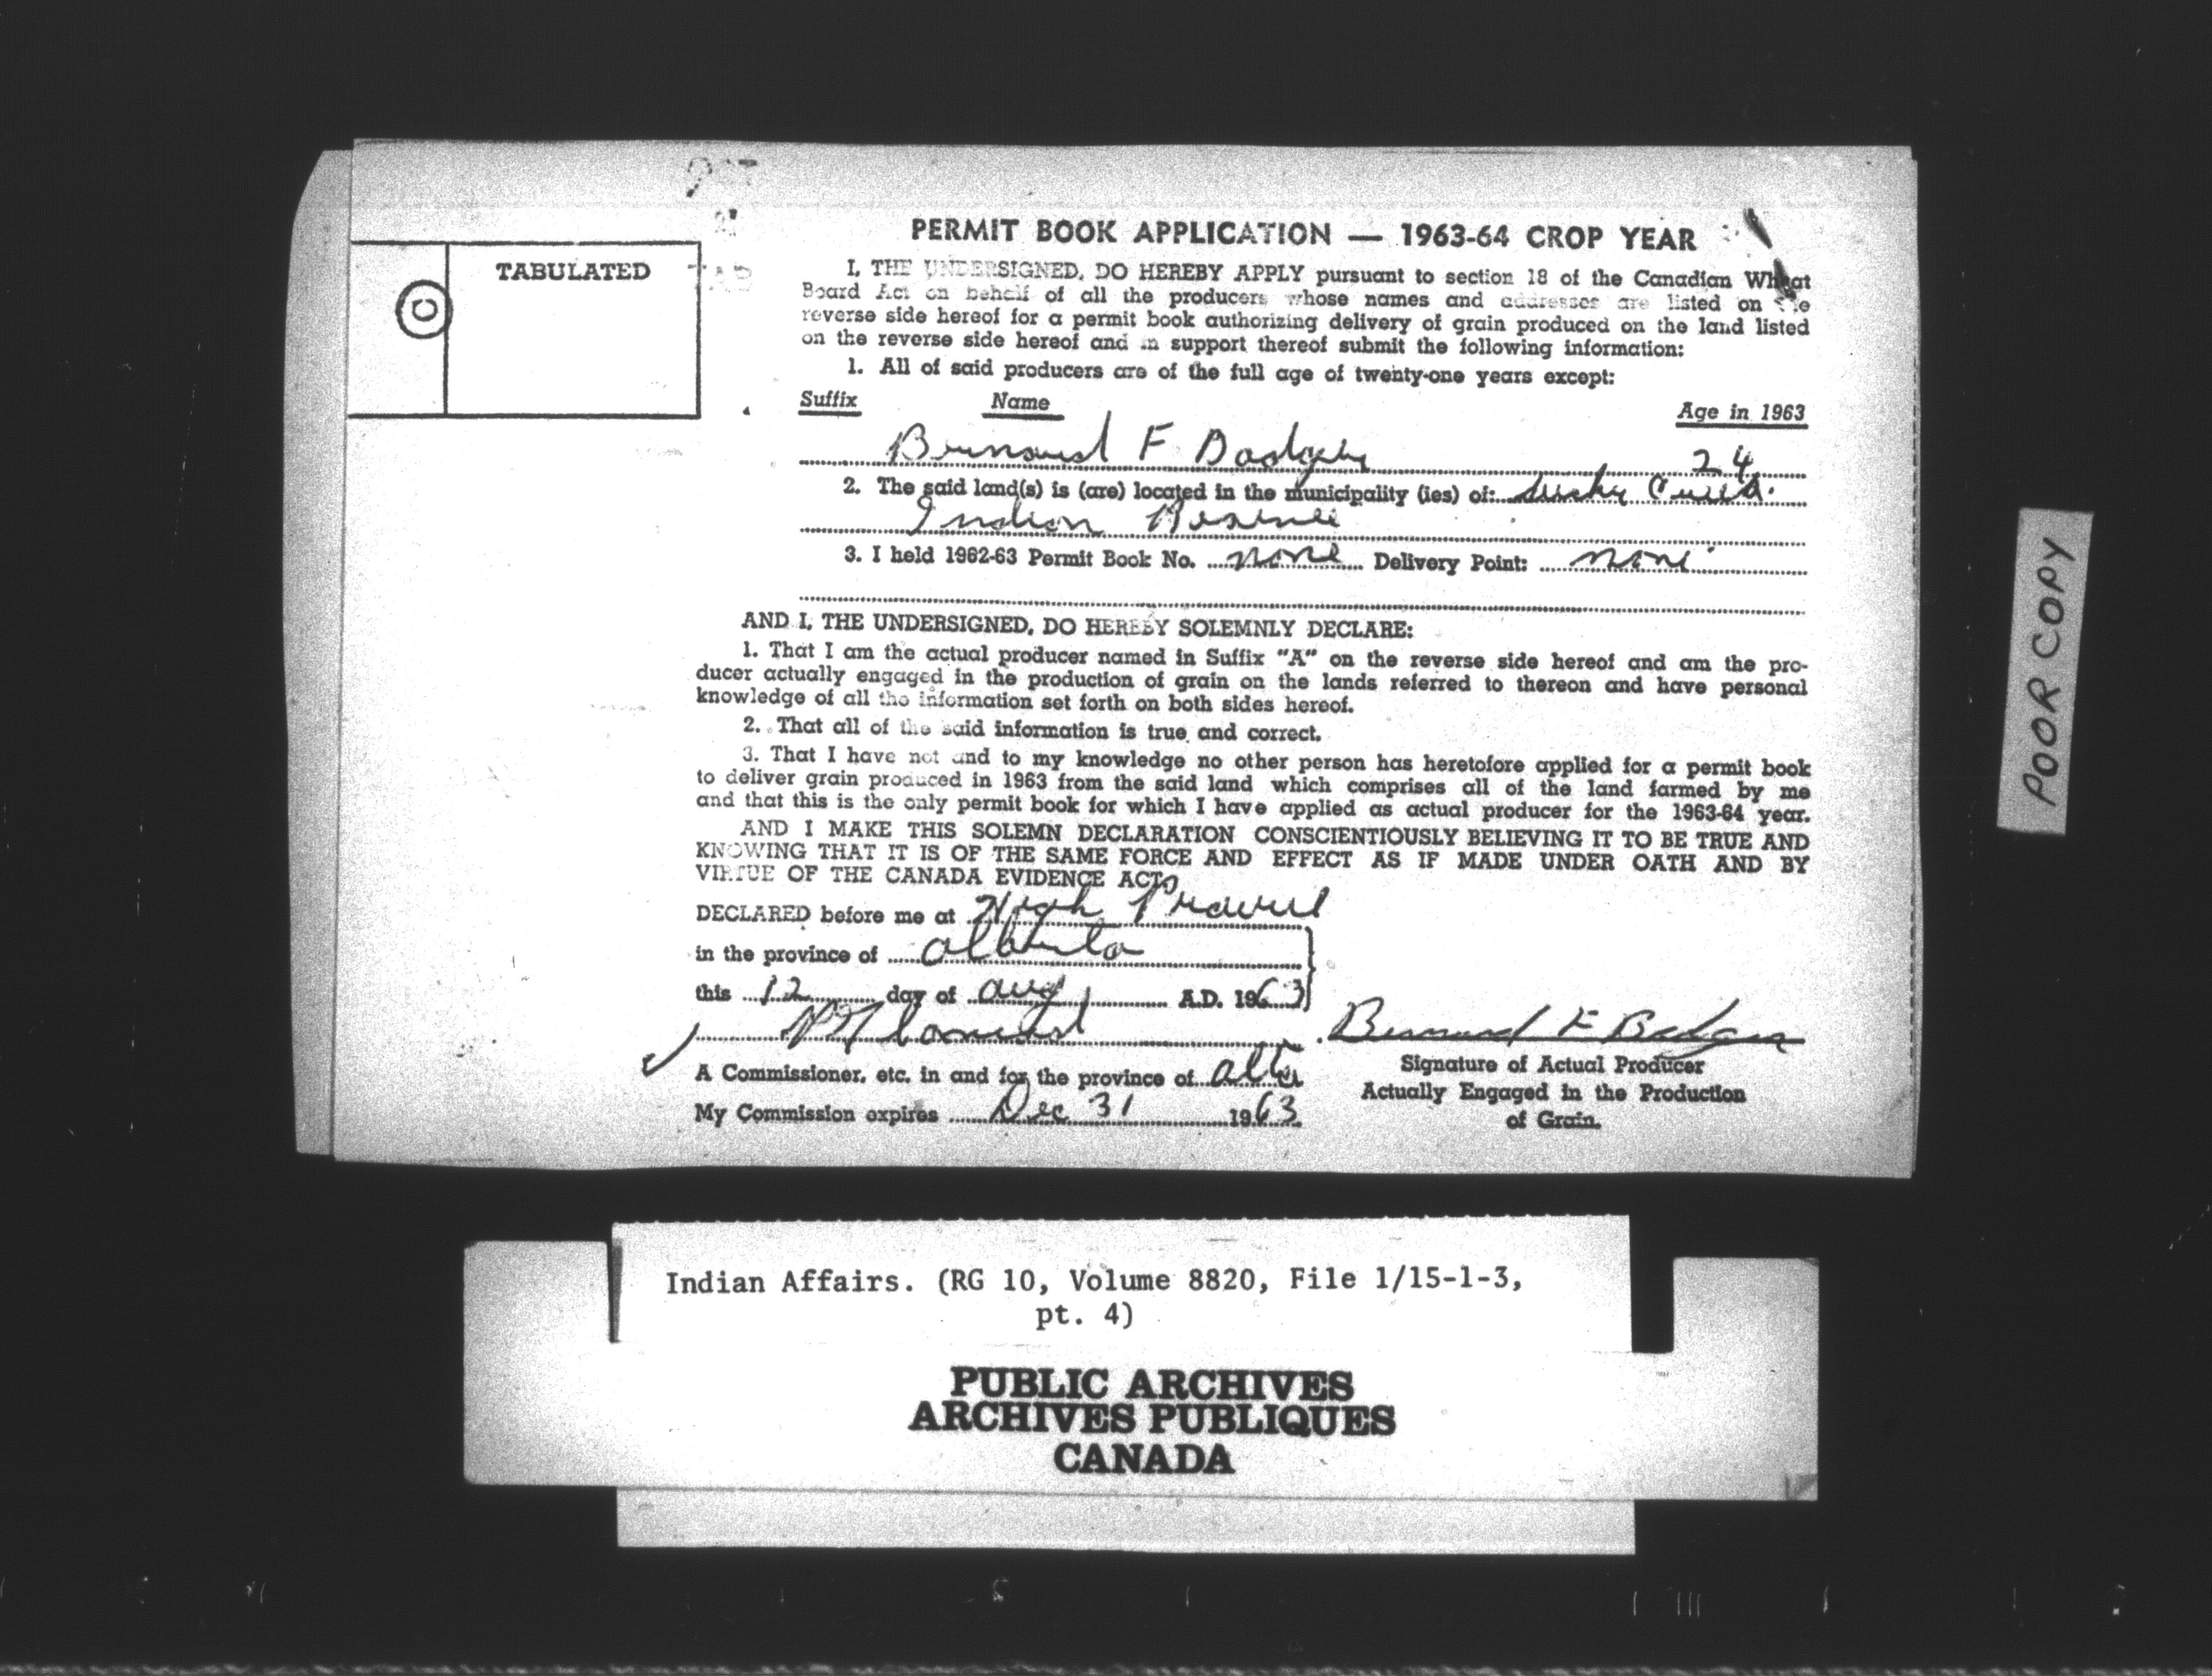 PERMIT BOOK APPLICATION — 1963-64 CROP YEAR
TABULATED
TAB
©
I, THE UNDERSIGNED, DO HEREBY APPLY pursuant to section 18 of the Canadian Wheat
Board Act on behalf of all the producers whose names and addresses are listed on the
reverse side hereof for a permit book authorizing delivery of grain produced on the land listed
on the reverse side hereof and in support thereof submit the following information:
1. All of said producers are of the full age of twenty-one years except:
Suffix Name Age in 1963
Bernard F Badger 24
2. The said land(s) is (are) located in the municipality (ies) of: Sucker Creek
Indian Reserve
3. I held 1962-63 Permit Book No. none Delivery Point: none
AND I, THE UNDERSIGNED, DO HEREBY SOLEMNLY DECLARE:
1. That I am the actual producer named in Suffix "A" on the reverse side hereof and am the pro-
ducer actually engaged in the production of grain on the lands referred to thereon and have personal
knowledge of all the information set forth on both sides hereof.
2. That all of the said information is true and correct.
3. That I have not and to my knowledge no other person has heretofore applied for a permit book
to deliver grain produced in 1963 from the said land which comprises all of the land farmed by me
and that this is the only permit book for which I have applied as actual producer for the 1963-64 year.
AND I MAKE THIS SOLEMN DECLARATION CONSCIENTIOUSLY BELIEVING IT TO BE TRUE AND
KNOWING THAT IT IS OF THE SAME FORCE AND EFFECT AS IF MADE UNDER OATH AND BY
VIRTUE OF THE CANADA EVIDENCE ACT.
DECLARED before me at High Prairie
in the province of alberta
this 12 day of aug A.D. 1963
Bernard F Badger
A Commissioner, etc. in and for the province of alta
Signature of Actual Producer
Actually Engaged in the Production
of Grain.
My Commission expires Dec 31 1963
POOR COPY
Indian Affairs. (RG 10, Volume 8820, File 1/15-1-3,
pt. 4)
PUBLIC ARCHIVES
ARCHIVES PUBLIQUES
CANADA